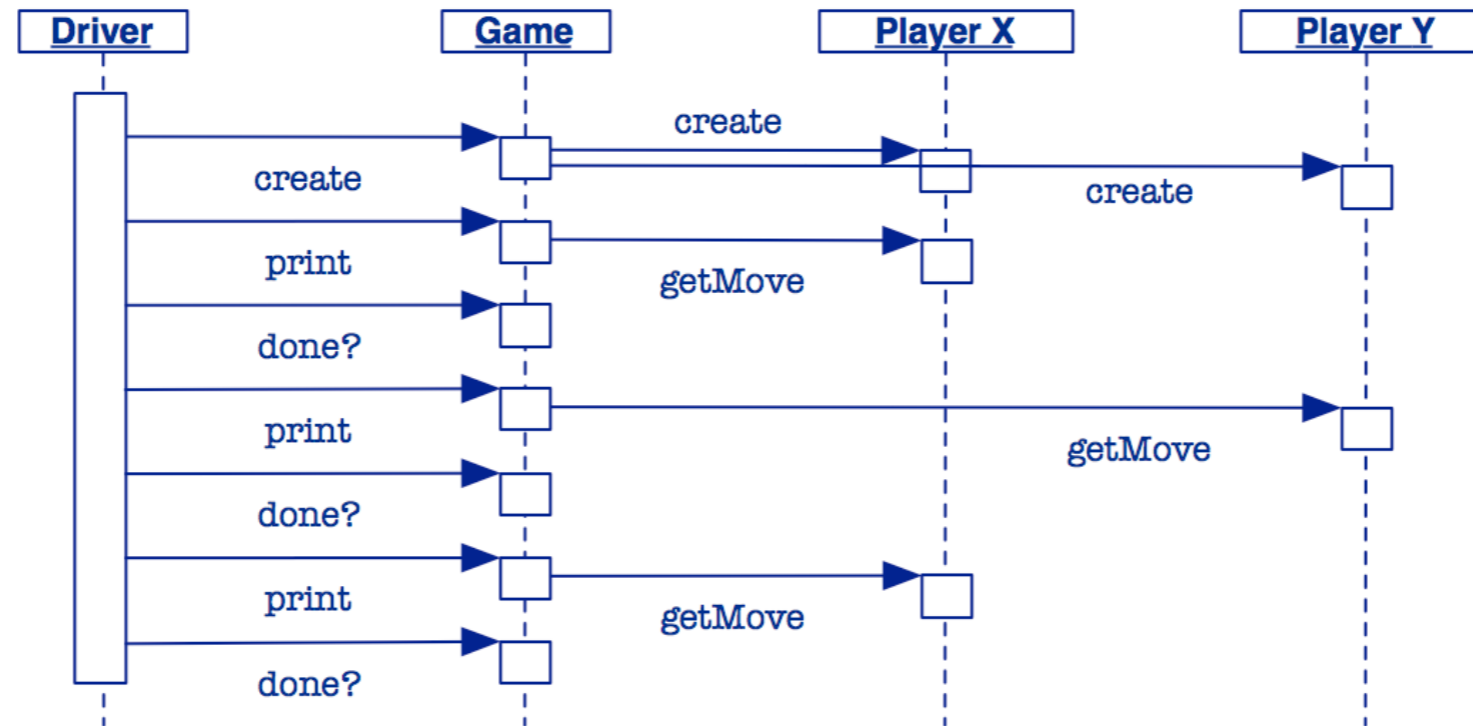 Driver Game Player X Player Y
create
create
create
print
getMove
done?
print
getMove
done?
print
getMove
done?